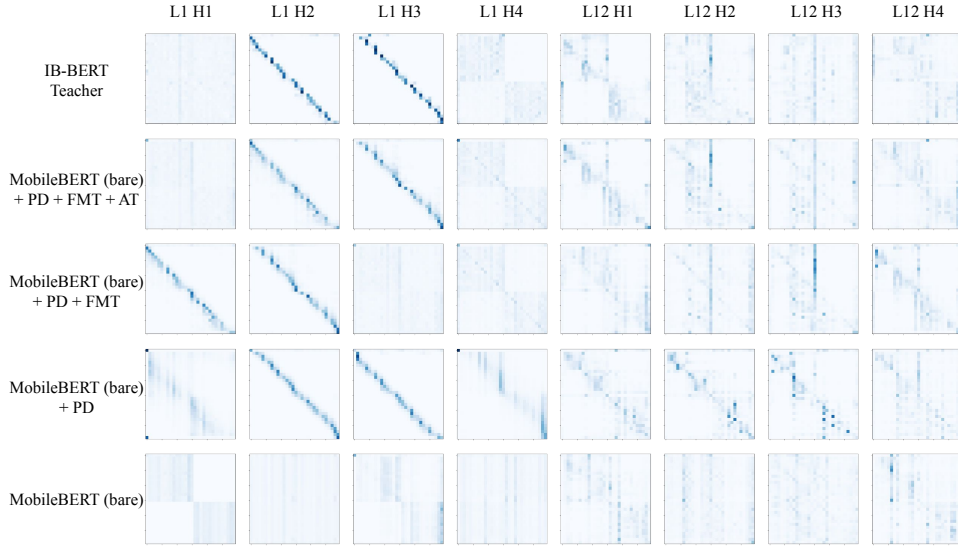 L1 H1 L1 H2 L1 H3 L1 H4 L12 H1 L12 H2 L12 H3 L12 H4
IB-BERT
Teacher
MobileBERT (bare)
+ PD + FMT + AT
MobileBERT (bare)
+ PD + FMT
MobileBERT (bare)
+ PD
MobileBERT (bare)